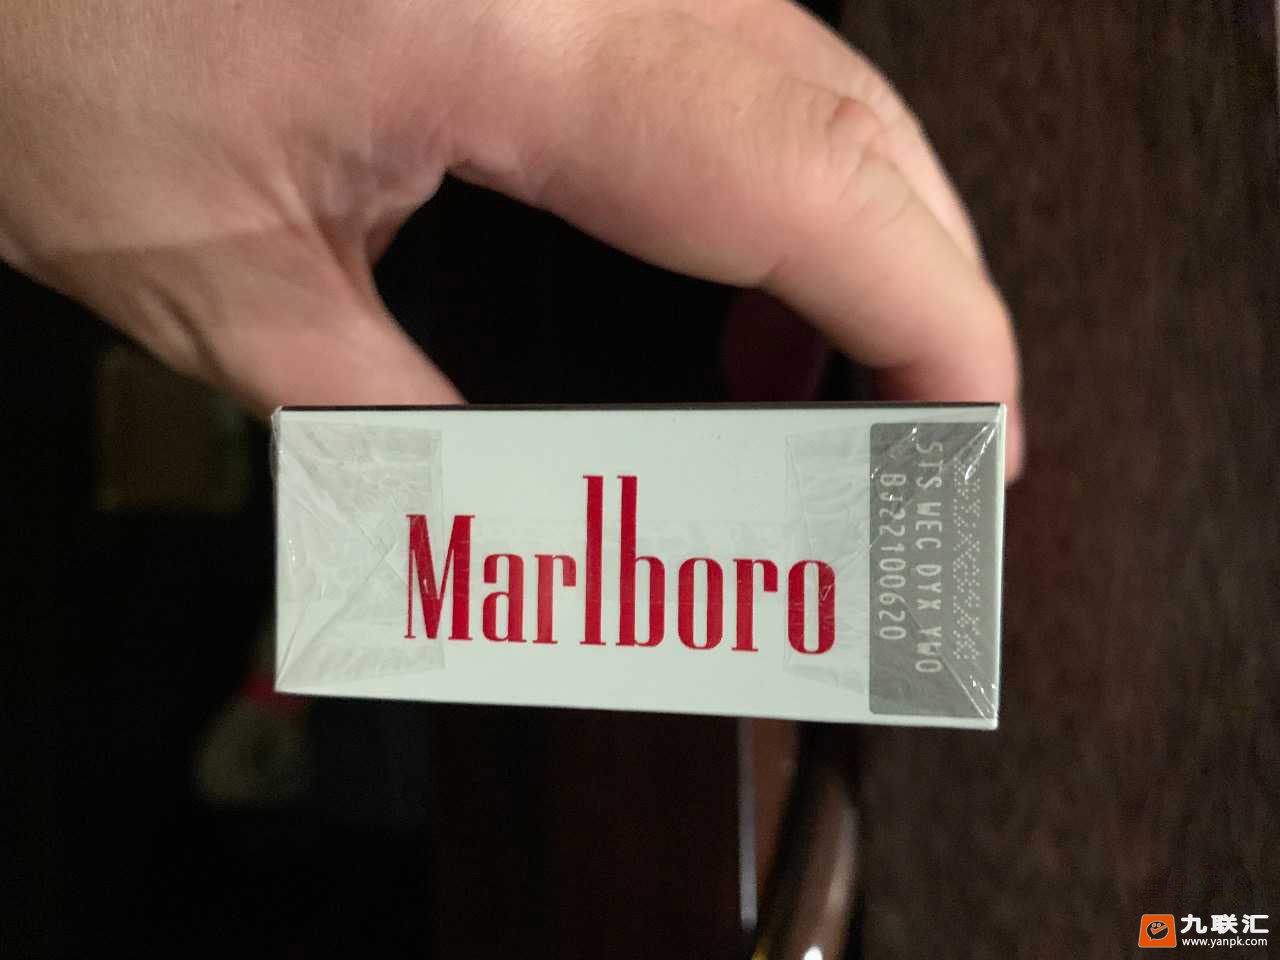 Marlboro
STS WEC DYX YWO
BJ22100620
九联汇
www.yanpk.com